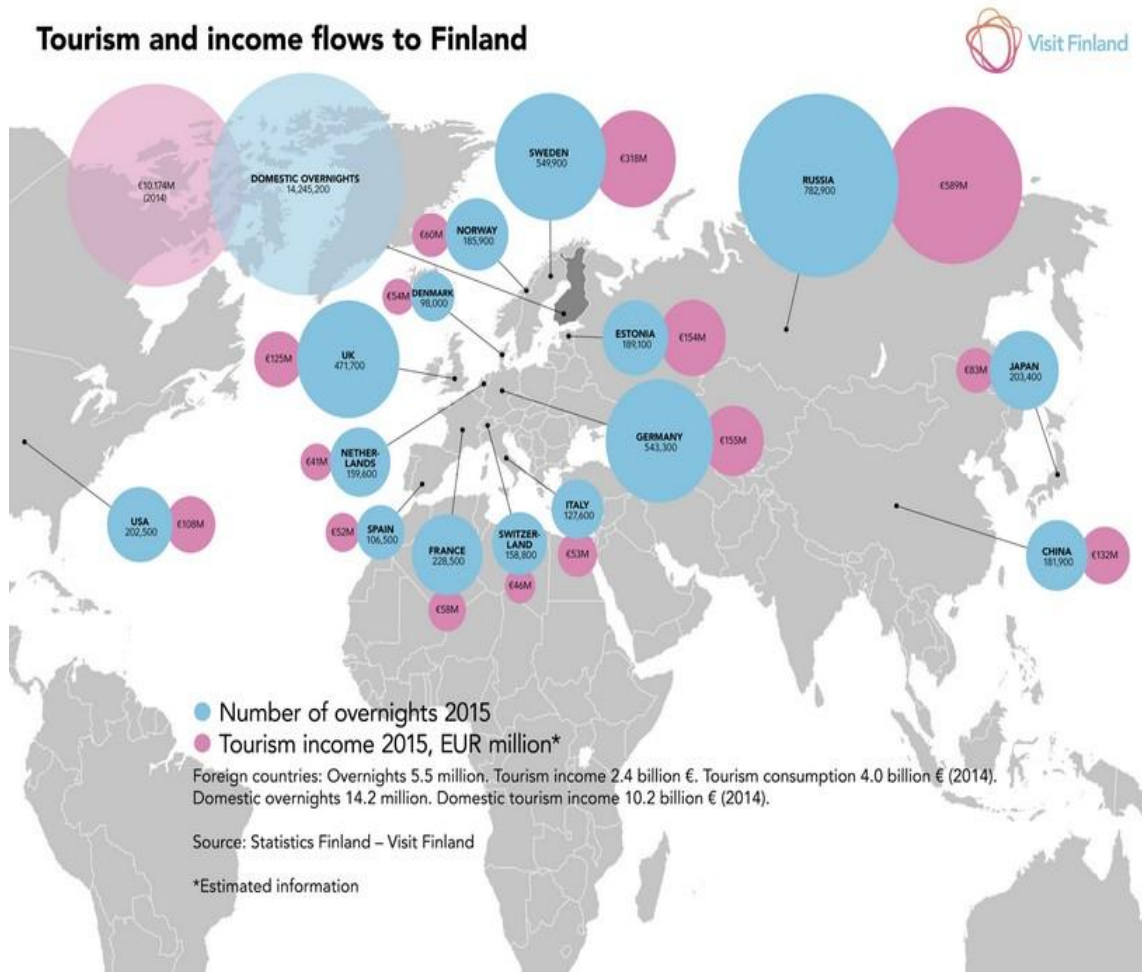 Tourism and income flows to Finland
Visit Finland
€10.174M
(2014)
DOMESTIC OVERNIGHTS
14,245,200
SWEDEN
549,900
€318M
RUSSIA
782,900
€589M
€60M
NORWAY
185,900
€54M
DENMARK
98,000
€125M
UK
471,700
ESTONIA
189,100
€154M
€83M
JAPAN
203,400
€41M
NETHER-
LANDS
159,600
GERMANY
543,300
€155M
USA
202,500
€108M
€52M
SPAIN
106,500
FRANCE
228,500
€58M
SWITZER-
LAND
158,800
€46M
ITALY
127,600
€53M
CHINA
181,900
€132M
Number of overnights 2015
Tourism income 2015, EUR million*
Foreign countries: Overnights 5.5 million. Tourism income 2.4 billion €. Tourism consumption 4.0 billion € (2014).
Domestic overnights 14.2 million. Domestic tourism income 10.2 billion € (2014).
Source: Statistics Finland – Visit Finland
*Estimated information